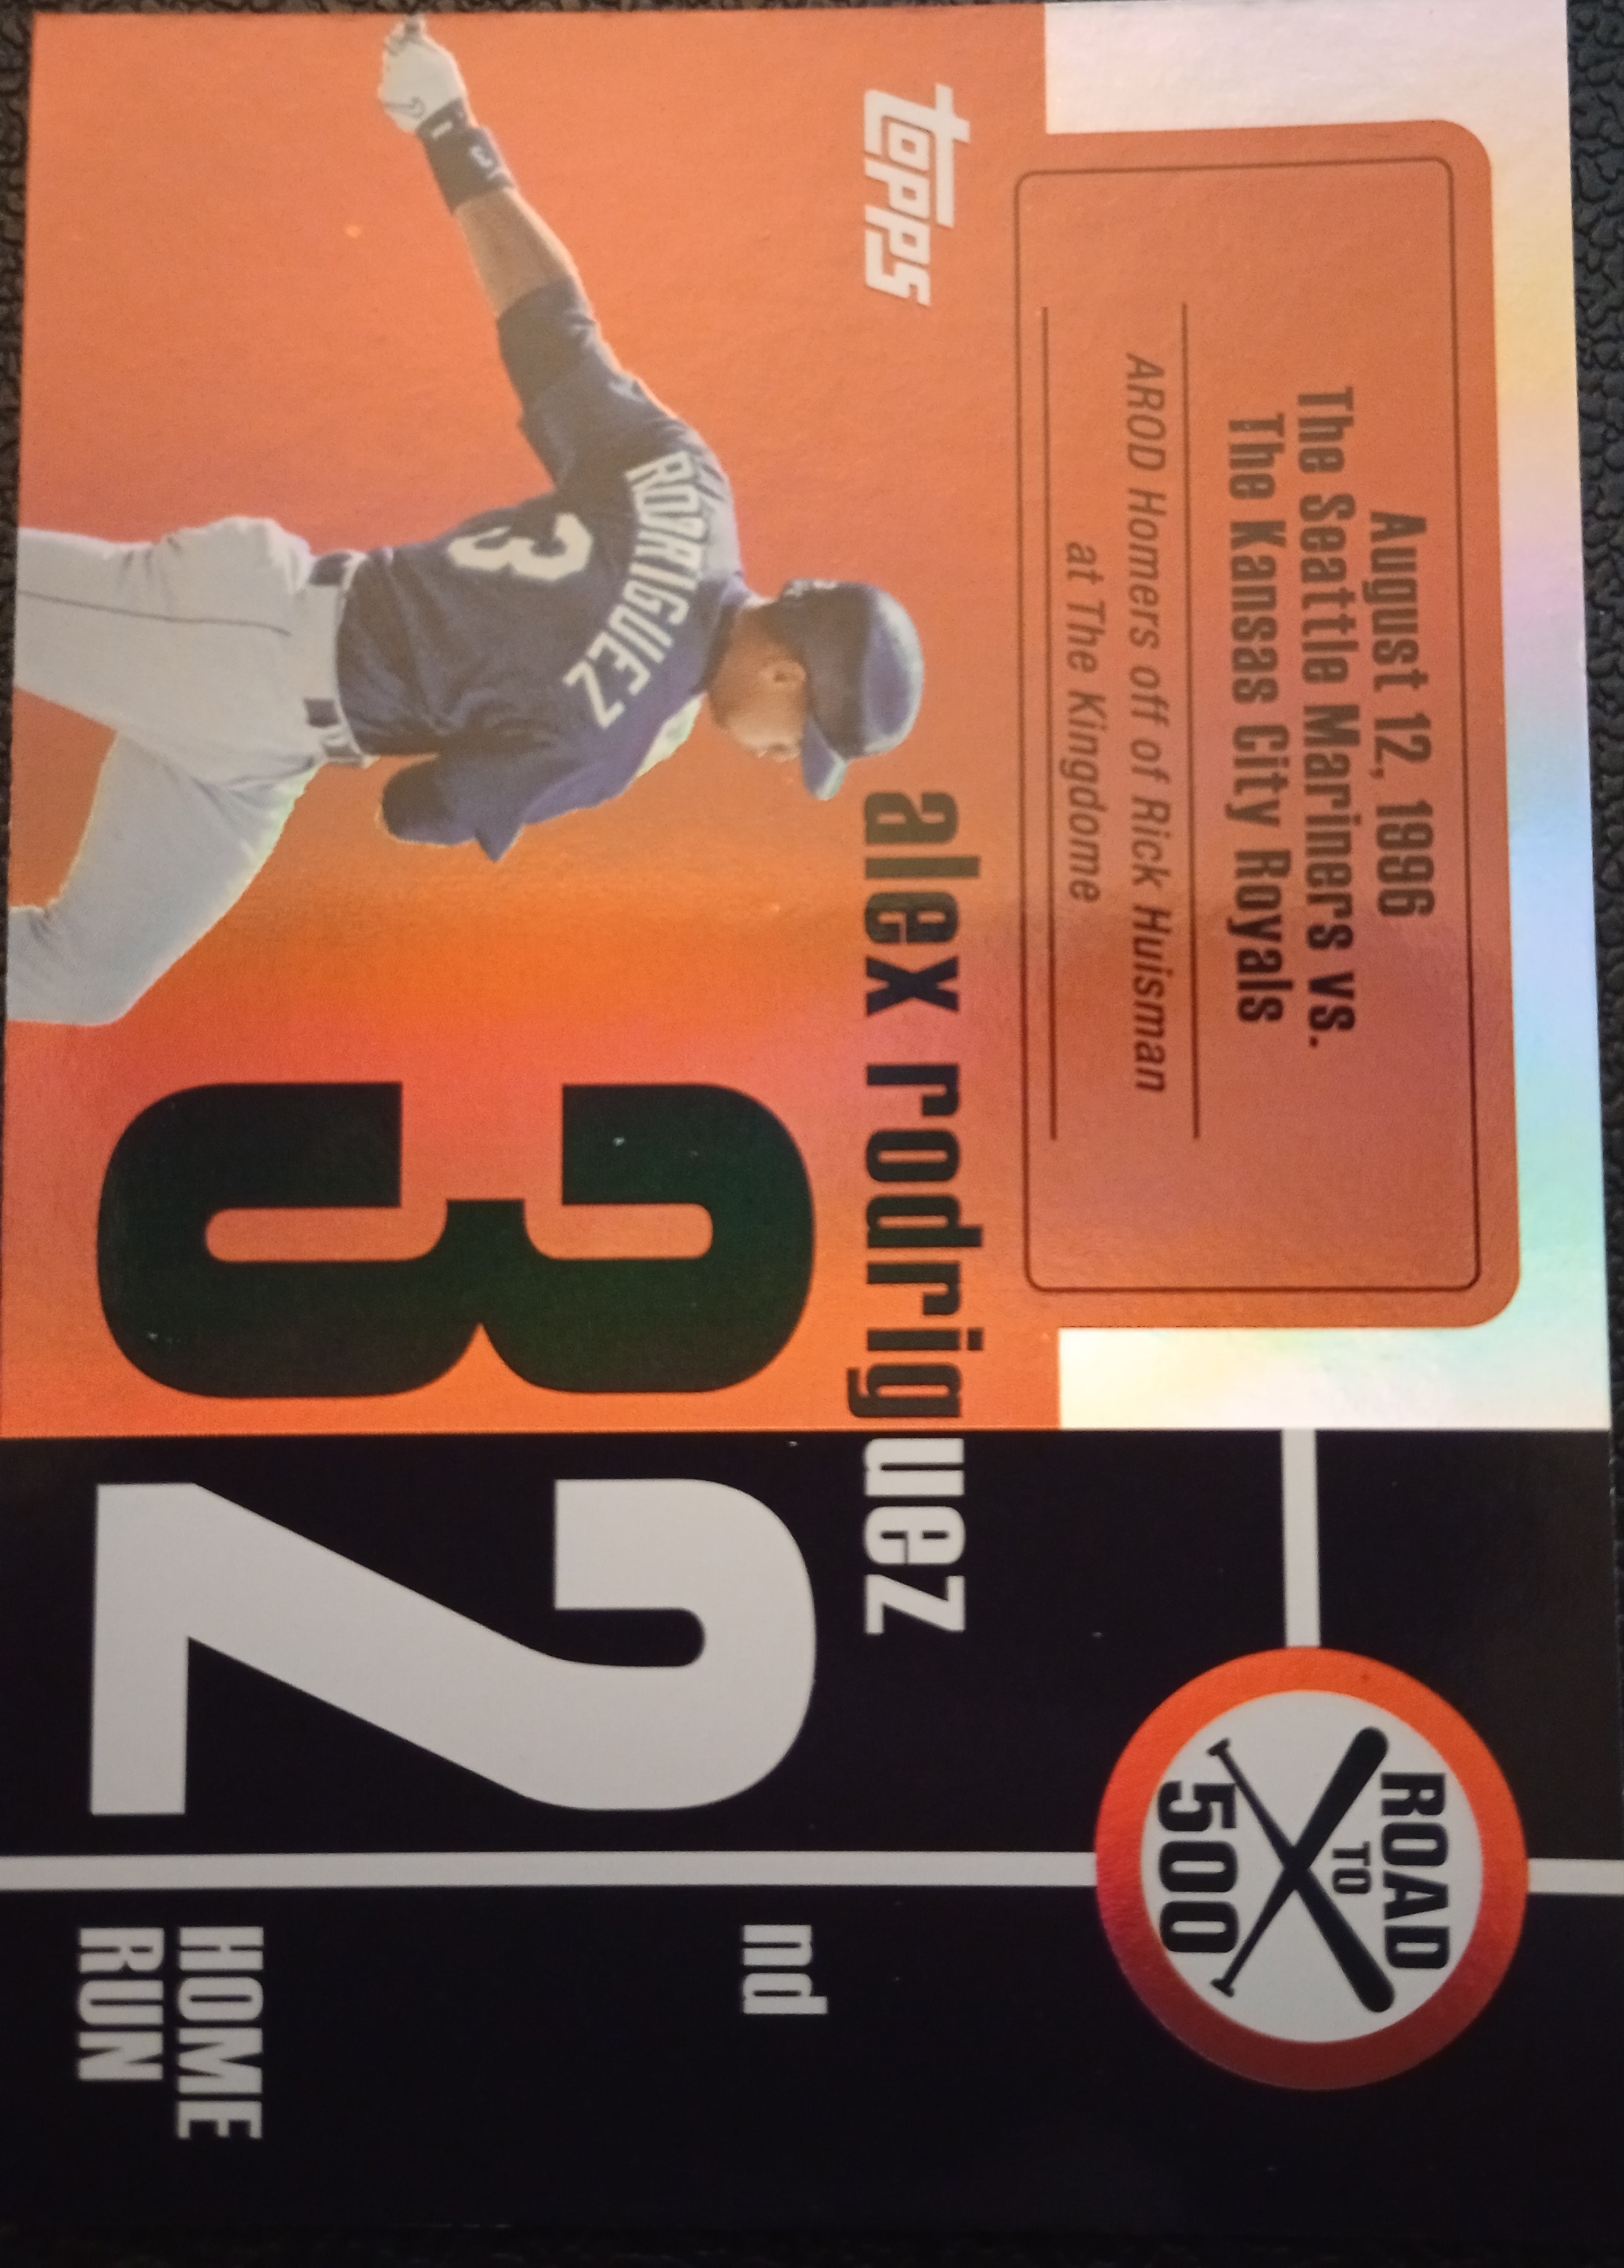 August 12, 1996
The Seattle Mariners vs.
The Kansas City Royals
AROD Homers off of Rick Huisman
at The Kingdome
ROAD
TO
500
topps
alex rodriguez
RODRIGUEZ
3
32
nd
HOME
RUN